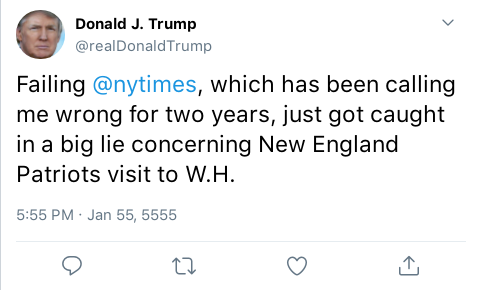 Donald J. Trump
@realDonaldTrump
Failing @nytimes, which has been calling
me wrong for two years, just got caught
in a big lie concerning New England
Patriots visit to W.H.
5:55 PM · Jan 55, 5555